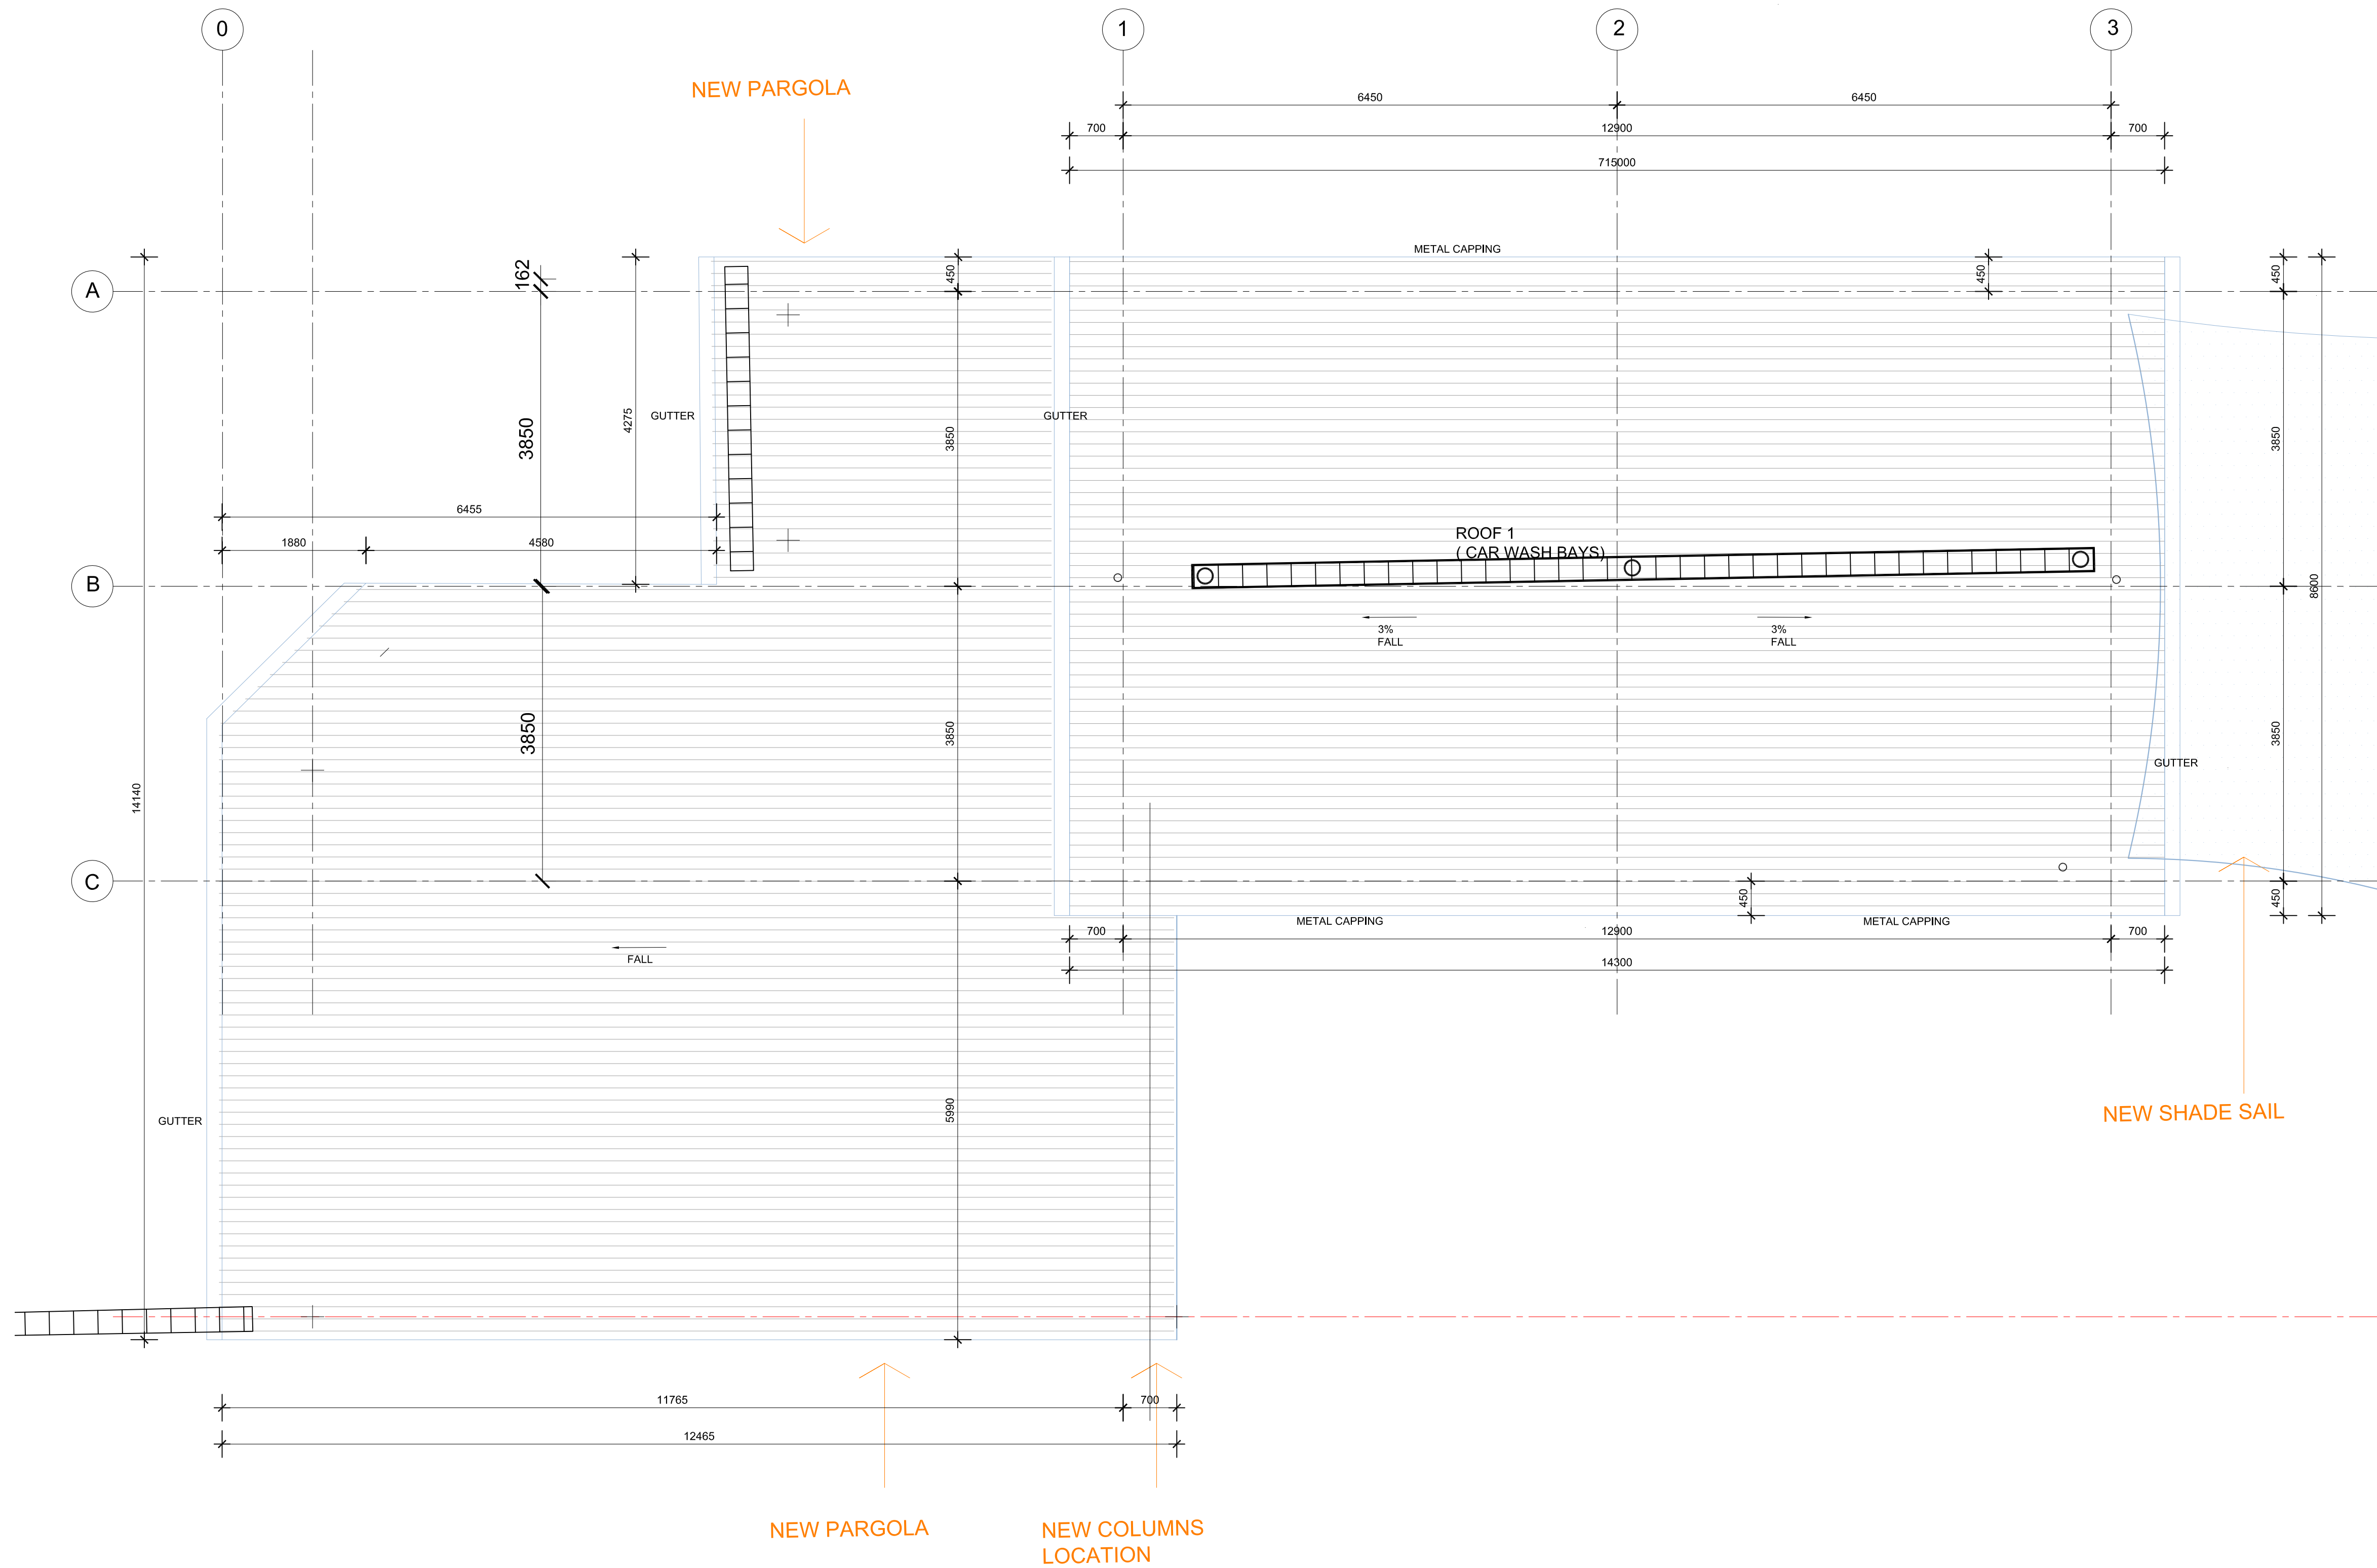 0
1
2
3
NEW PARGOLA
6450
6450
700
12900
700
715000
METAL CAPPING
162
450
450
450
A
3850
4275
GUTTER
3850
GUTTER
3850
6455
1880
4580
ROOF 1
( CAR WASH BAYS)
B
8600
3%
FALL
3%
FALL
3850
3850
3850
14140
GUTTER
C
450
450
METAL CAPPING
METAL CAPPING
700
12900
700
FALL
14300
GUTTER
5990
NEW SHADE SAIL
11765
700
12465
NEW PARGOLA
NEW COLUMNS
LOCATION